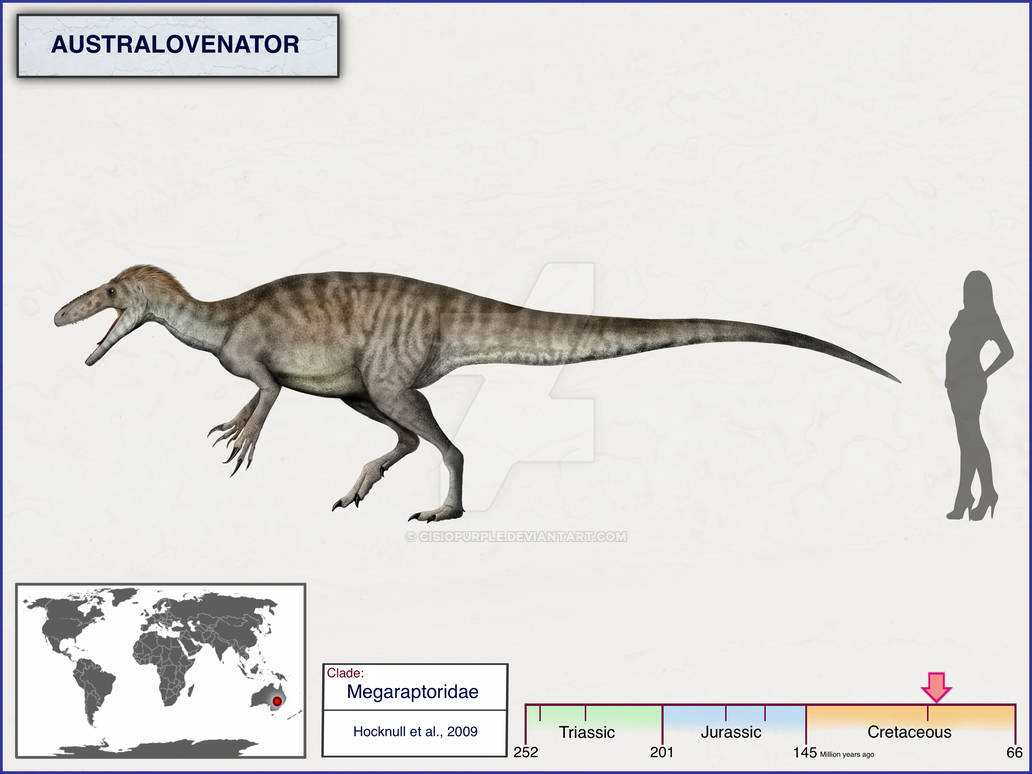 AUSTRALOVENATOR
© CISIOPURPLE.DEVIANTART.COM
Clade:
Megaraptoridae
Hocknull et al., 2009
Triassic
Jurassic
Cretaceous
252
201
145 Million years ago
66